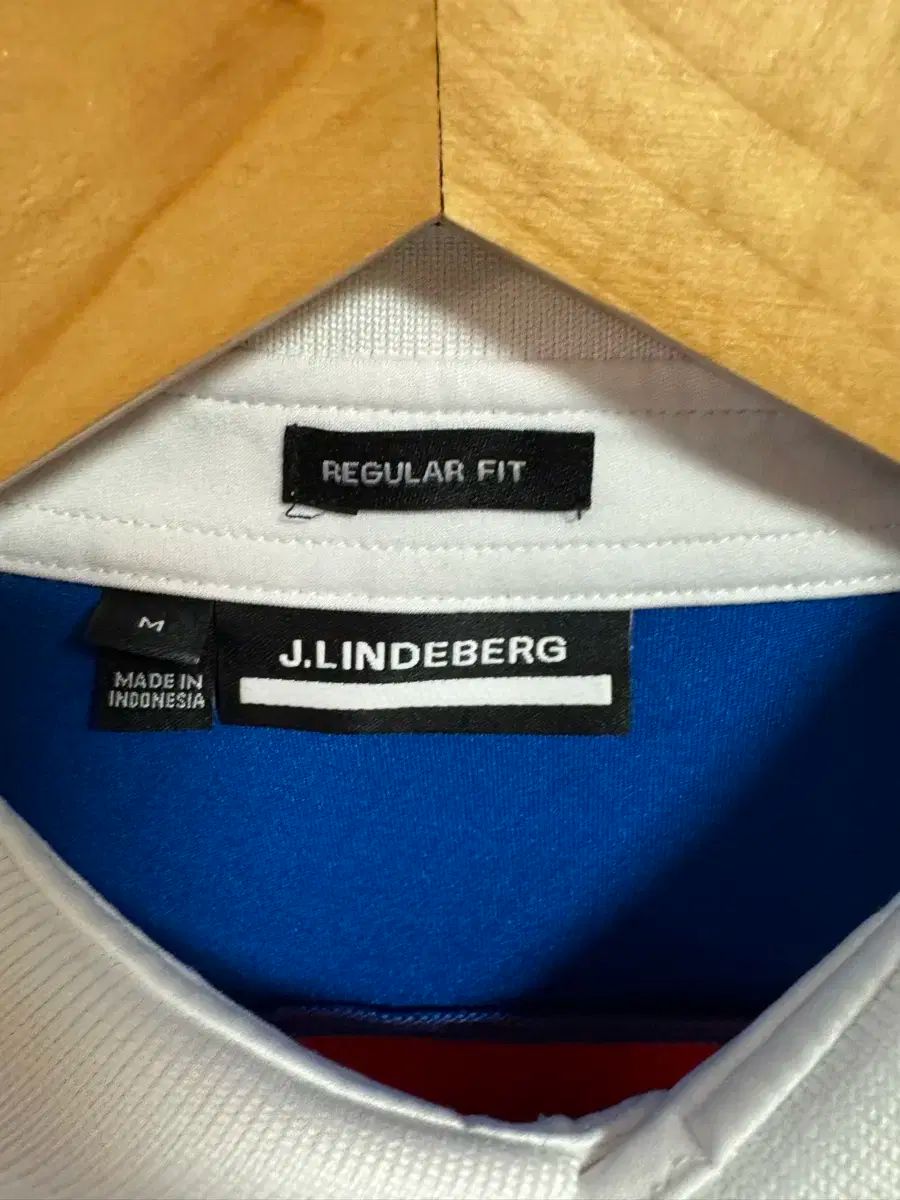 REGULAR FIT
M
J.LINDEBERG
MADE IN
INDONESIA